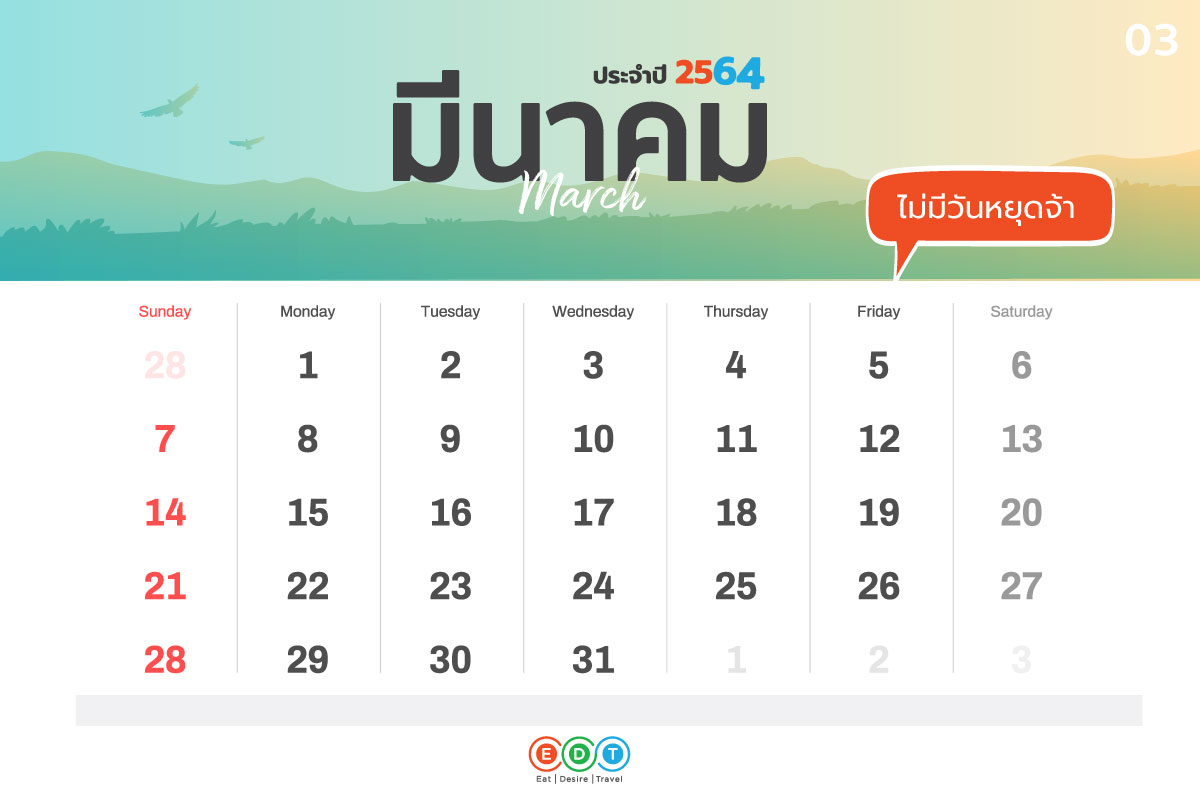 03
ประจำปี 2564
มีนาคม
March
ไม่มีวันหยุดจ้า
Sunday Monday Tuesday Wednesday Thursday Friday Saturday
28 1 2 3 4 5 6
7 8 9 10 11 12 13
14 15 16 17 18 19 20
21 22 23 24 25 26 27
28 29 30 31 1 2 3
E D T
Eat | Desire | Travel